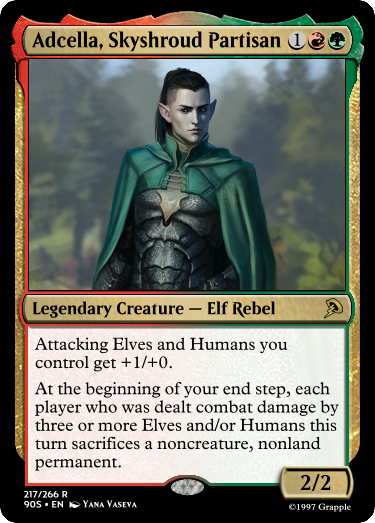 Adcella, Skyshroud Partisan 1
Legendary Creature — Elf Rebel
Attacking Elves and Humans you
control get +1/+0.
At the beginning of your end step, each
player who was dealt combat damage by
three or more Elves and/or Humans this
turn sacrifices a noncreature, nonland
permanent.
2/2
217/266 R
90S • EN Yana Vaseva
©1997 Grapple